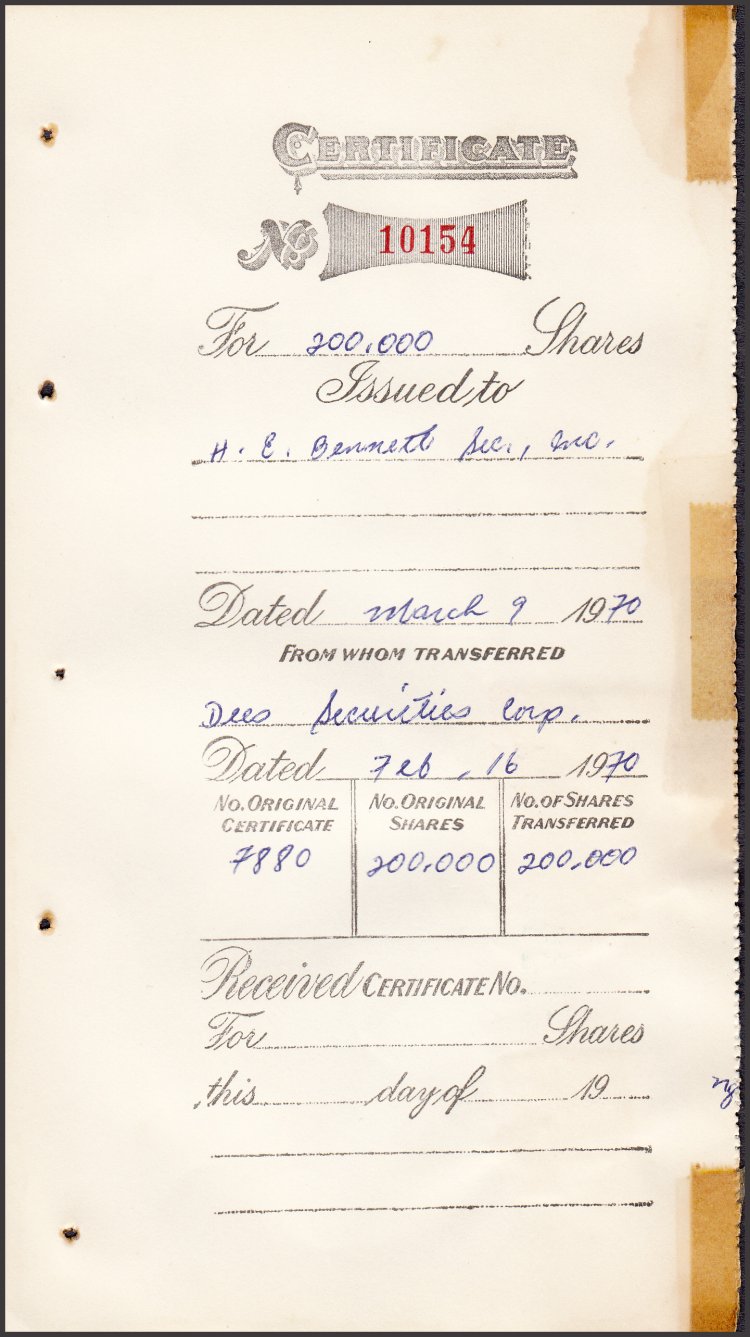 CERTIFICATE
No 10154
For 200,000 Shares
Issued to
H. E. Bennett Sec., Inc.
Dated March 9 1970
FROM WHOM TRANSFERRED
Securities Corp.
Dated Feb, 16 1970
NO. ORIGINAL CERTIFICATE NO. ORIGINAL SHARES NO. OF SHARES TRANSFERRED
7880 200,000 200,000
Received CERTIFICATE NO.
For Shares
this day of 19